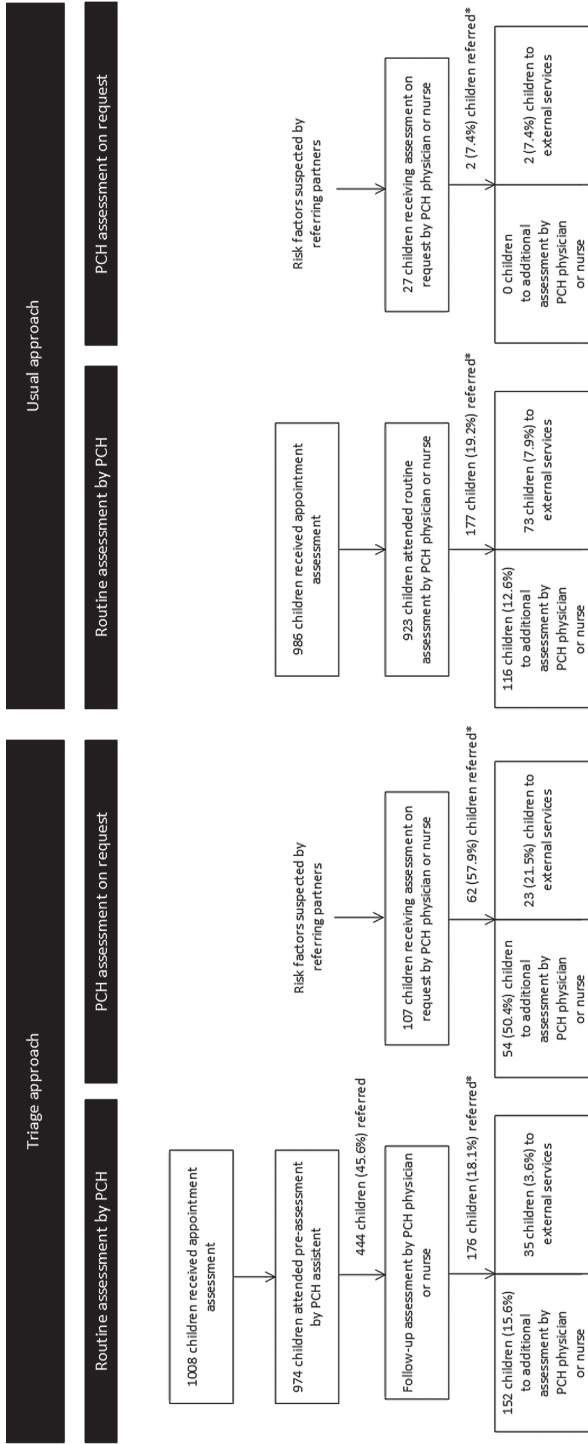 Triage approach
Usual approach
Routine assessment by PCH
PCH assessment on request
Routine assessment by PCH
PCH assessment on request
1008 children received appointment
assessment
974 children attended pre-assessment
by PCH assistent
444 children (45.6%) referred
Follow-up assessment by PCH physician
or nurse
176 children (18.1%) referred*
152 children (15.6%)
to additional
assessment by
PCH physician
or nurse
35 children (3.6%) to
external services
Risk factors suspected by
referring partners
107 children receiving assessment on
request by PCH physician or nurse
62 (57.9%) children referred*
54 (50.4%) children
to additional
assessment by
PCH physician
or nurse
23 (21.5%) children to
external services
986 children received appointment
assessment
923 children attended routine
assessment by PCH physician or nurse
177 children (19.2%) referred*
116 children (12.6%)
to additional
assessment by
PCH physician
or nurse
73 children (7.9%) to
external services
Risk factors suspected by
referring partners
27 children receiving assessment on
request by PCH physician or nurse
2 (7.4%) children referred*
0 children
to additional
assessment by
PCH physician
or nurse
2 (7.4%) children to
external services